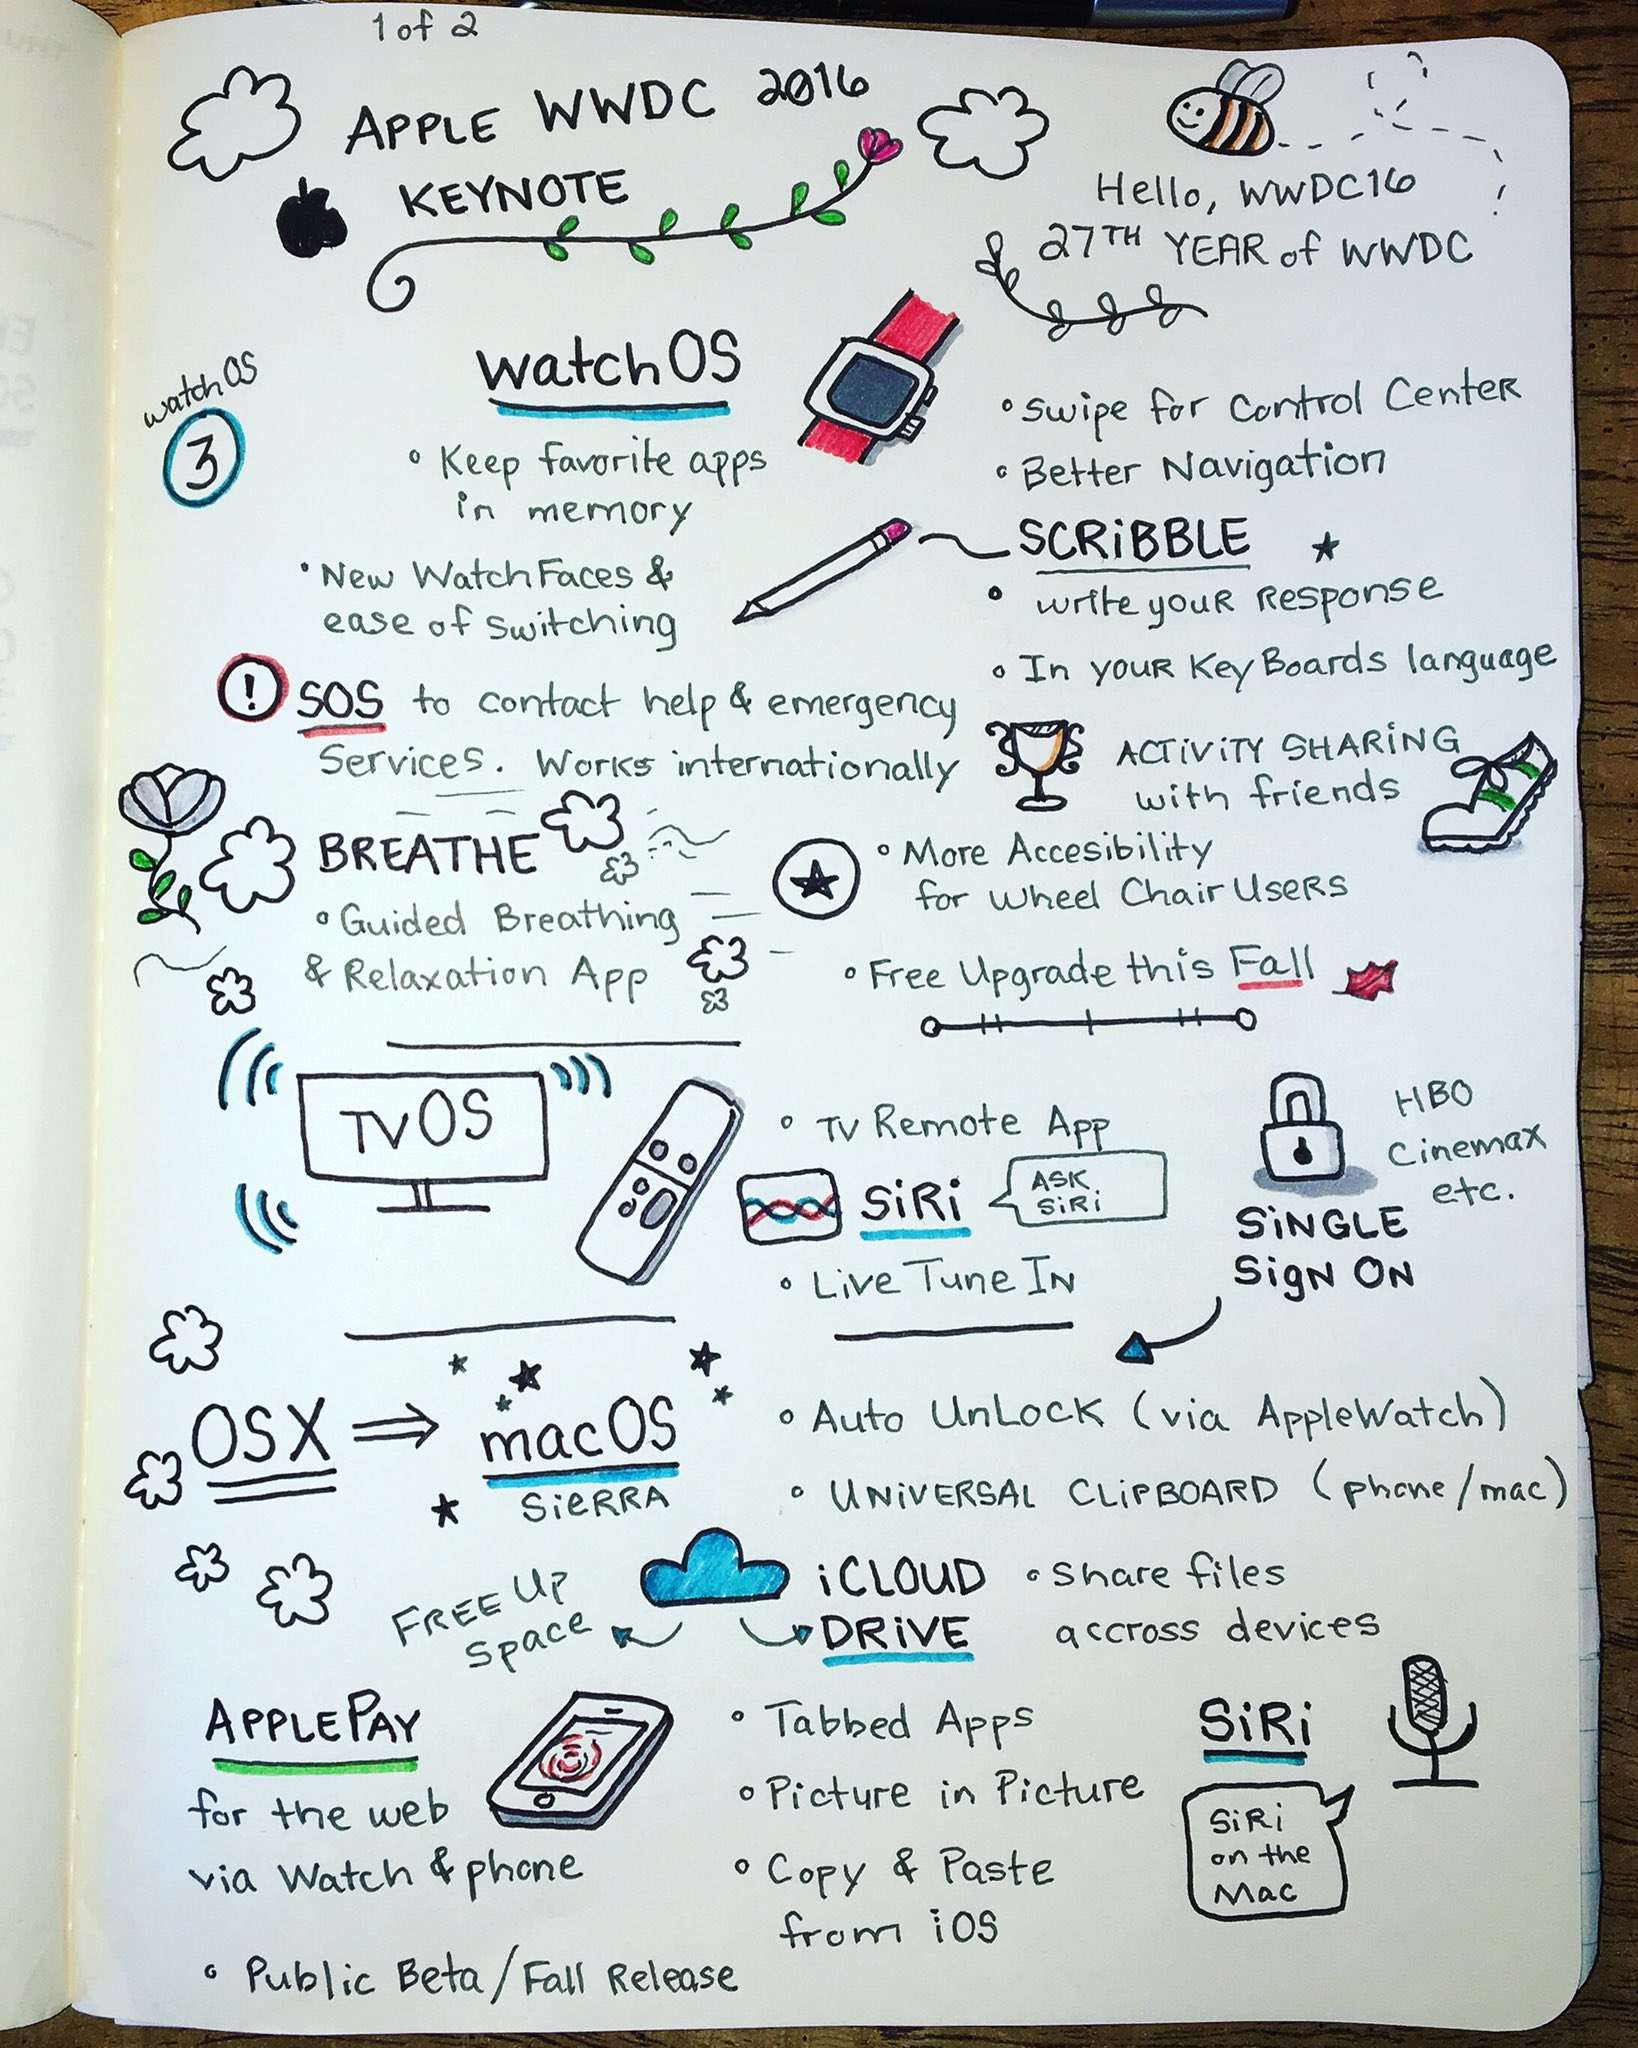 1 of 2
APPLE WWDC 2016
KEYNOTE
Hello, WWDC16
27TH YEAR of WWDC
watchOS
3
watchOS
• Keep favorite apps
in memory
• New Watch Faces &
ease of switching
• Swipe for Control Center
• Better Navigation
SCRiBBLE
• write your Response
• In your KeyBoards language
! SOS to contact help & emergency
Services. Works internationally
ACTiViTY SHARiNG
with friends
BREATHE
• Guided Breathing
& Relaxation App
• More Accesibility
for Wheel Chair Users
• Free Upgrade this Fall
TVOS
• TV Remote App
SiRi
ASK
SiRi
• Live Tune In
HBO
Cinemax
etc.
SiNGLE
SigN ON
OSX ⇒ macOS
SiERRA
• Auto UnLock (via AppleWatch)
• UNiVERSAL CLiPBOARD (phone/mac)
FREE UP
Space
iCLOUD
DRiVE
• Share files
accross devices
APPLE PAY
for the web
via Watch & phone
• Tabbed Apps
• Picture in Picture
• Copy & Paste
from iOS
SiRi
SiRi
on the
Mac
• Public Beta/Fall Release